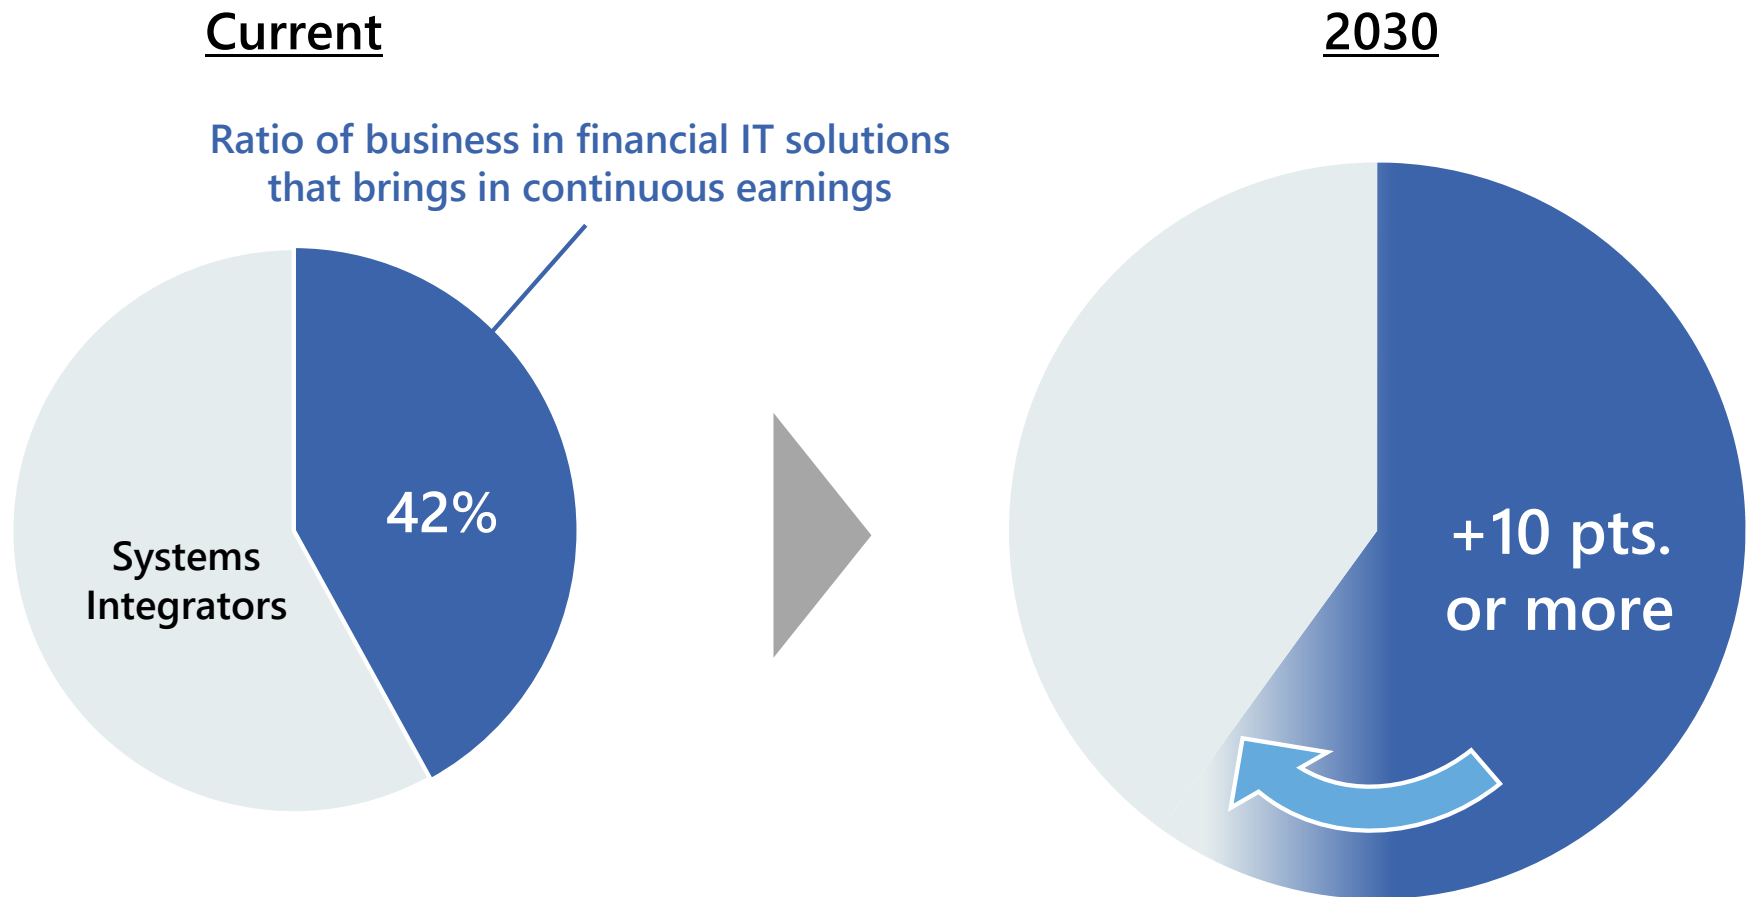 Current
2030
Ratio of business in financial IT solutions
that brings in continuous earnings
42%
Systems
Integrators
+10 pts.
or more